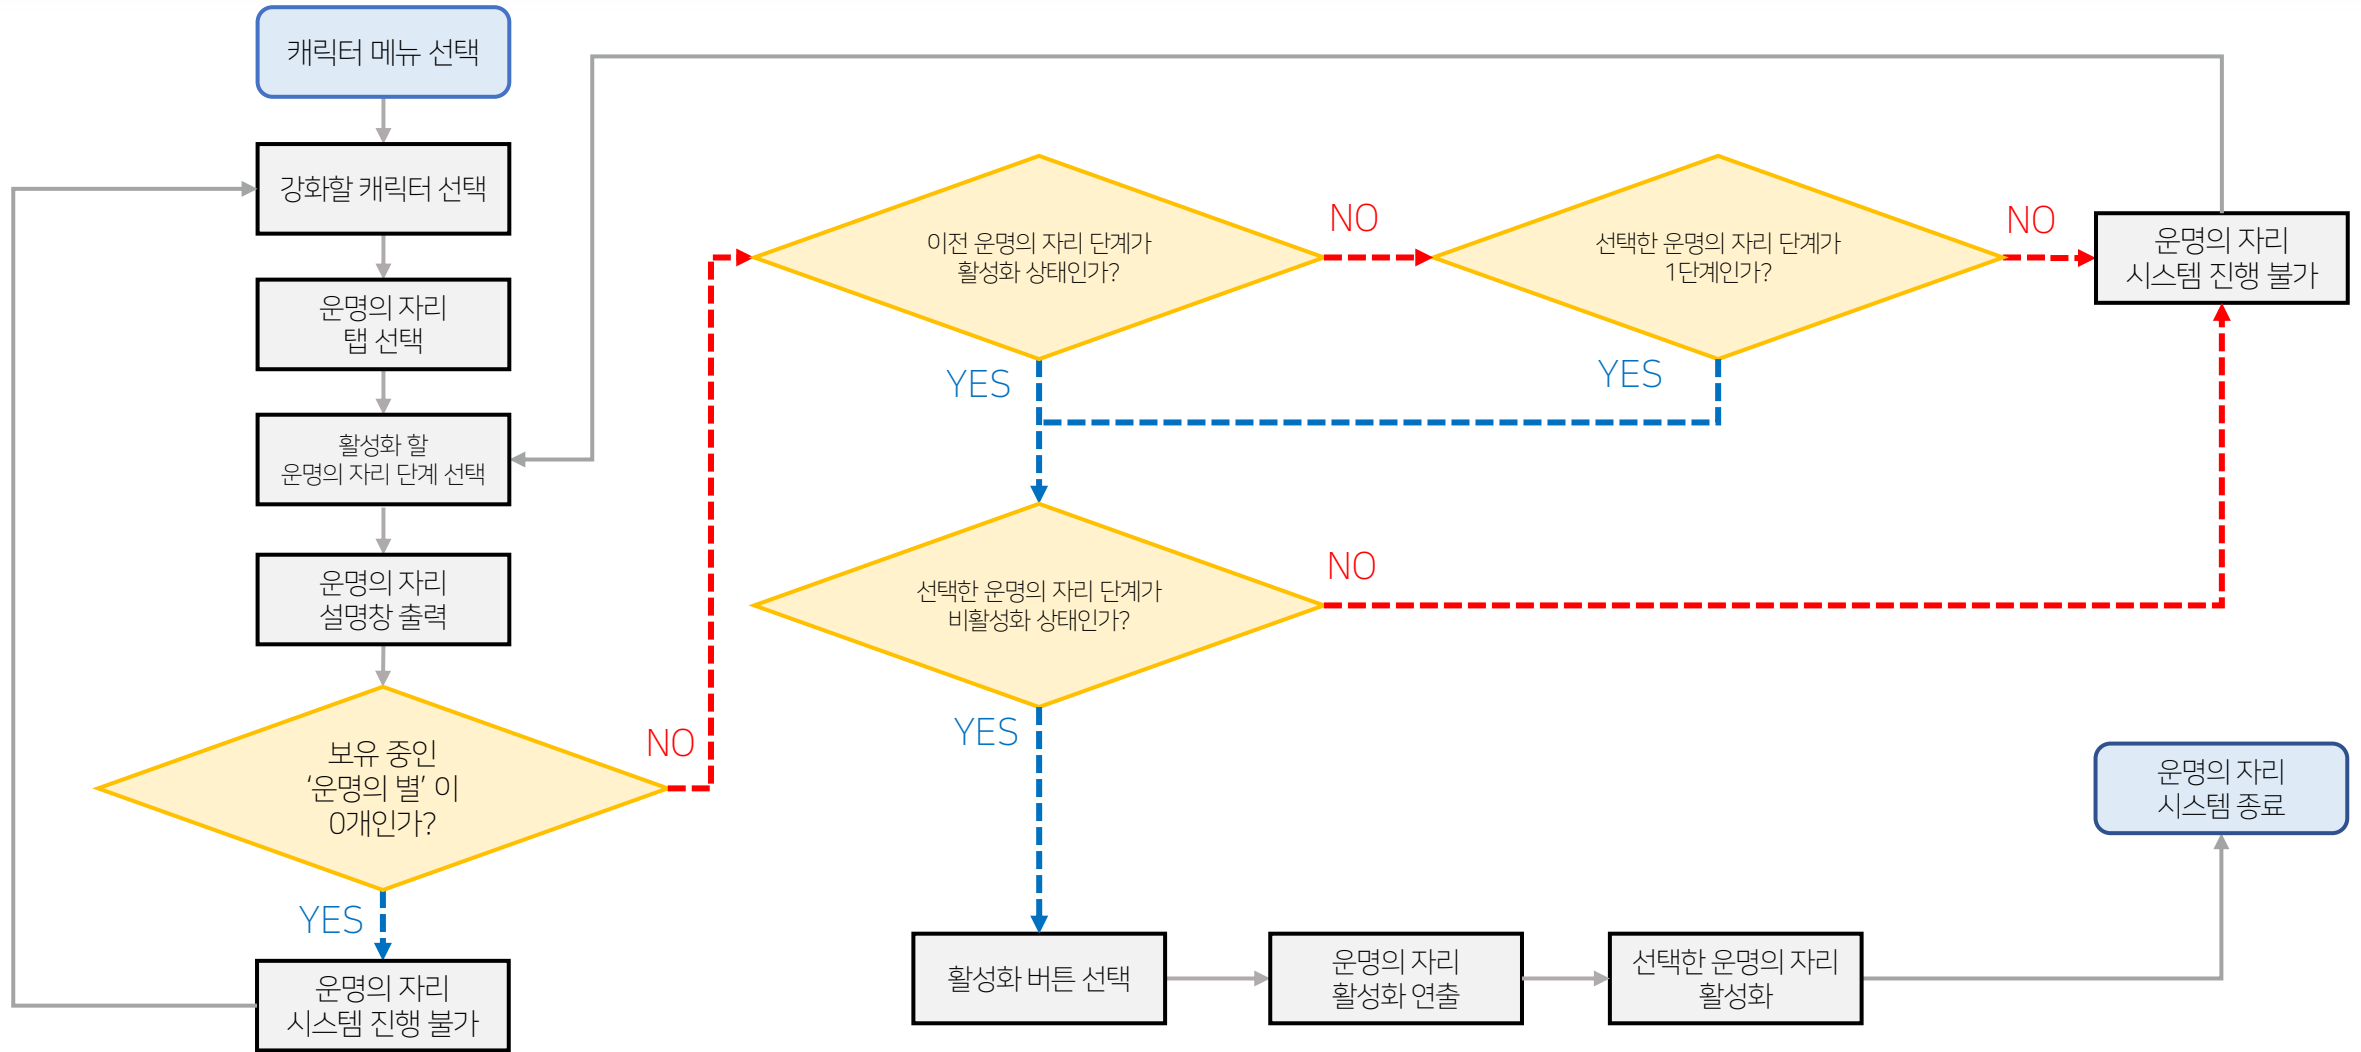 캐릭터 메뉴 선택
강화할 캐릭터 선택
운명의 자리
탭 선택
활성화 할
운명의 자리 단계 선택
운명의 자리
설명창 출력
보유 중인
‘운명의 별’ 이
0개인가?
YES
NO
운명의 자리
시스템 진행 불가
이전 운명의 자리 단계가
활성화 상태인가?
NO
YES
선택한 운명의 자리 단계가
1단계인가?
NO
YES
운명의 자리
시스템 진행 불가
선택한 운명의 자리 단계가
비활성화 상태인가?
NO
YES
활성화 버튼 선택
운명의 자리
활성화 연출
선택한 운명의 자리
활성화
운명의 자리
시스템 종료